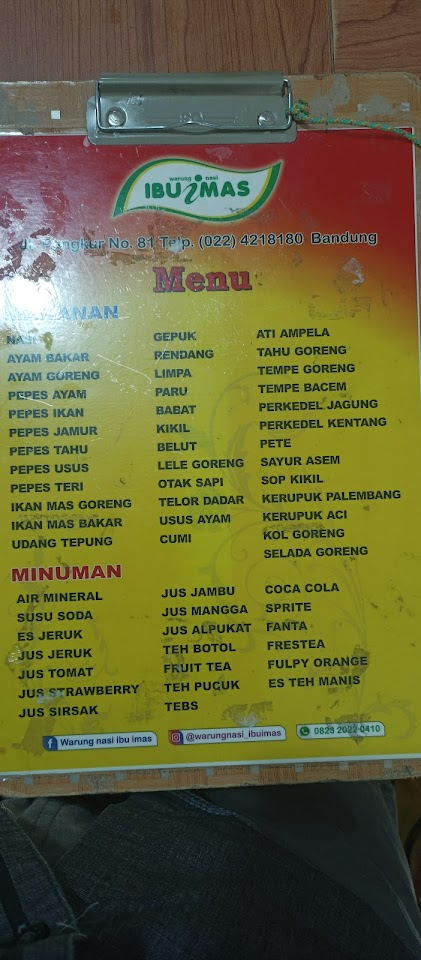 warung nasi
IBU IMAS
No. 81 Telp. (022) 4218180 Bandung
Menu
AYAM BAKAR
AYAM GORENG
PEPES AYAM
PEPES IKAN
PEPES JAMUR
PEPES TAHU
PEPES USUS
PEPES TERI
IKAN MAS GORENG
IKAN MAS BAKAR
UDANG TEPUNG
GEPUK
RENDANG
LIMPA
PARU
BABAT
KIKIL
BELUT
LELE GORENG
OTAK SAPI
TELOR DADAR
USUS AYAM
CUMI
ATI AMPELA
TAHU GORENG
TEMPE GORENG
TEMPE BACEM
PERKEDEL JAGUNG
PERKEDEL KENTANG
PETE
SAYUR ASEM
SOP KIKIL
KERUPUK PALEMBANG
KERUPUK ACI
KOL GORENG
SELADA GORENG
MINUMAN
AIR MINERAL
SUSU SODA
ES JERUK
JUS JERUK
JUS TOMAT
JUS STRAWBERRY
JUS SIRSAK
JUS JAMBU
JUS MANGGA
JUS ALPUKAT
TEH BOTOL
FRUIT TEA
TEH PUCUK
TEBS
COCA COLA
SPRITE
FANTA
FRESTEA
FULPY ORANGE
ES TEH MANIS
Warung nasi ibu imas
@warungnasi_ibuimas
0823 2022 0410